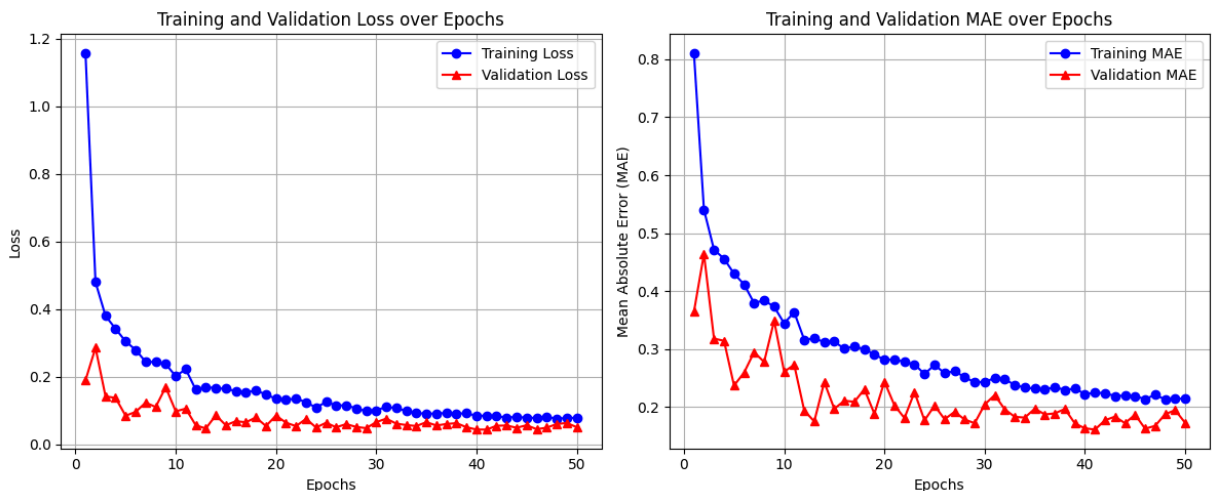 Training and Validation Loss over Epochs
1.2
1.0
0.8
0.6
0.4
0.2
0.0
Loss
Training Loss
Validation Loss
0 10 20 30 40 50
Epochs
Training and Validation MAE over Epochs
0.8
0.7
0.6
0.5
0.4
0.3
0.2
Mean Absolute Error (MAE)
Training MAE
Validation MAE
0 10 20 30 40 50
Epochs